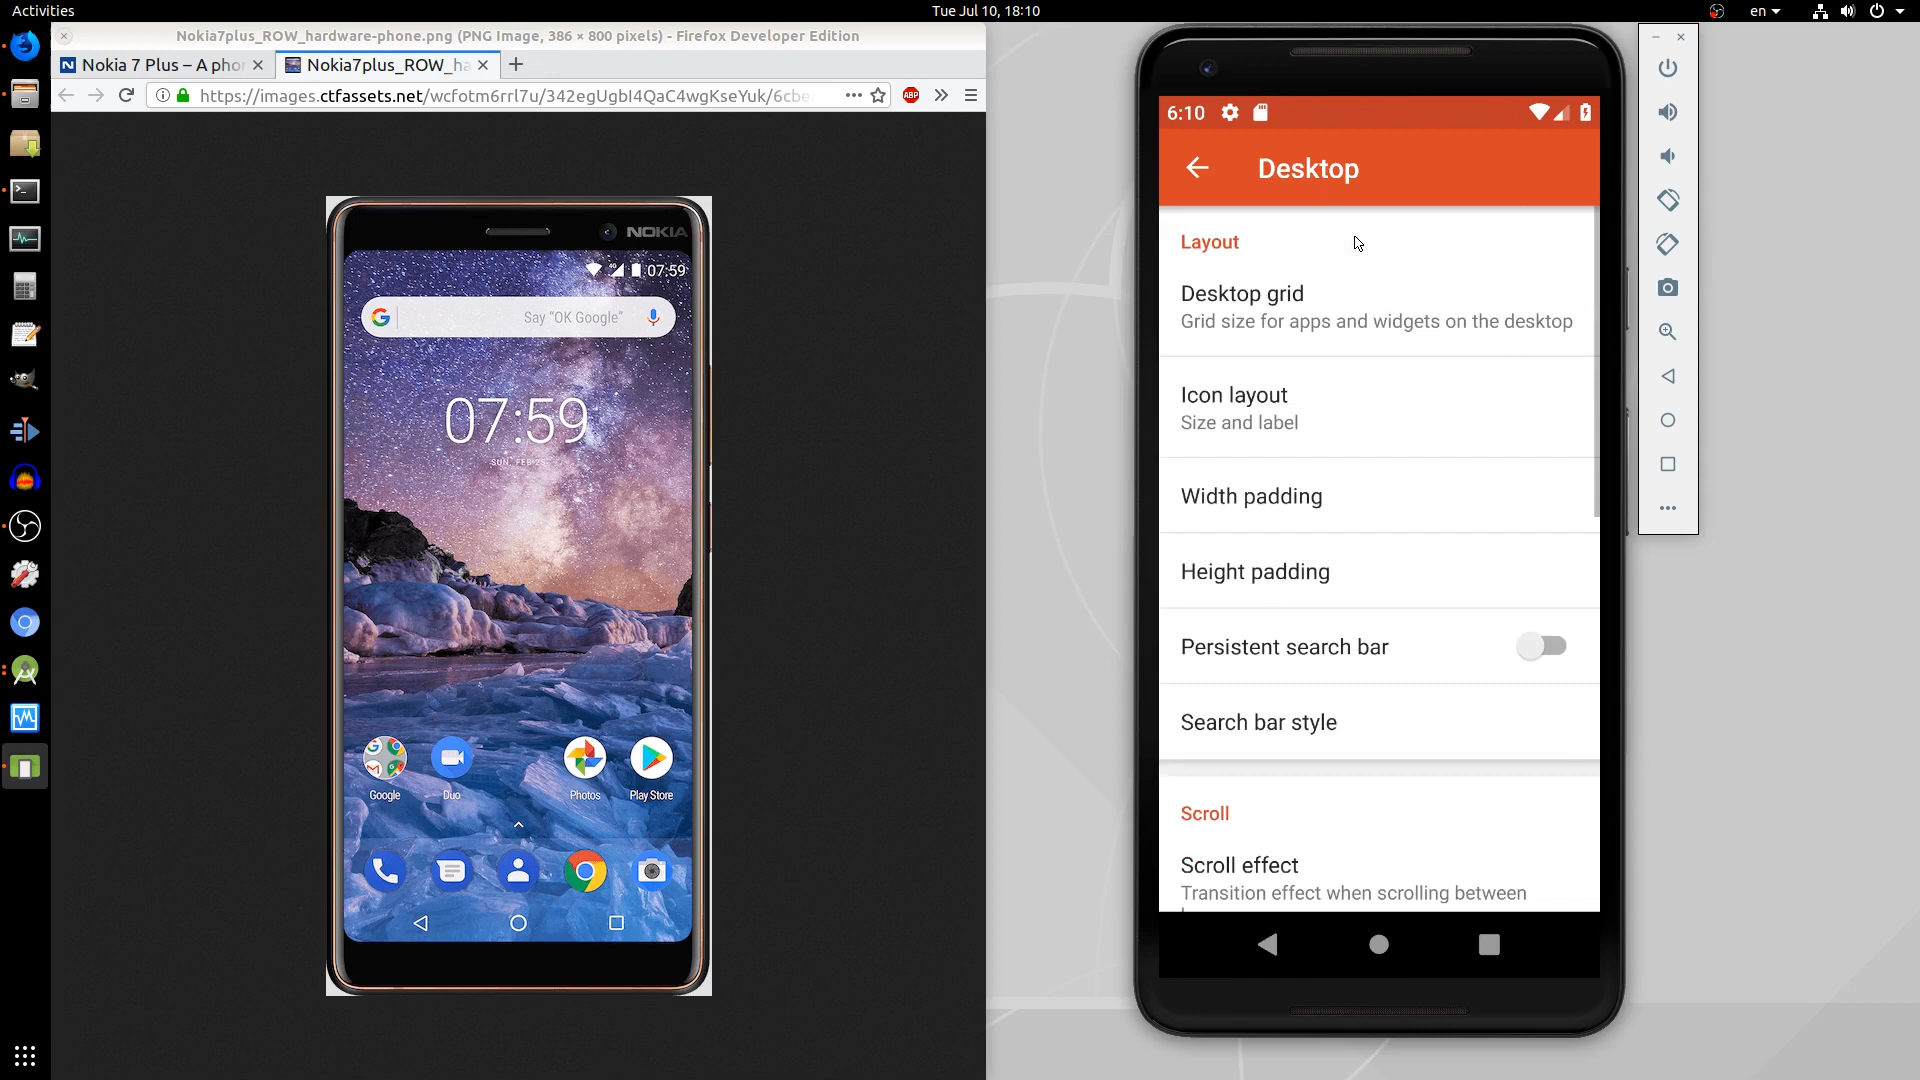 Activities
Tue Jul 10, 18:10
en
Nokia7plus_ROW_hardware-phone.png (PNG Image, 386 × 800 pixels) - Firefox Developer Edition
Nokia 7 Plus – A phor
Nokia7plus_ROW_ha
https://images.ctfassets.net/wcfotm6rrl7u/342egUgbI4QaC4wgKseYuk/6cbe
ABP
NOKIA
07:59
Say "OK Google"
07:59
SUN, FEB 25
Google
Duo
Photos
Play Store
6:10
Desktop
Layout
Desktop grid
Grid size for apps and widgets on the desktop
Icon layout
Size and label
Width padding
Height padding
Persistent search bar
Search bar style
Scroll
Scroll effect
Transition effect when scrolling between